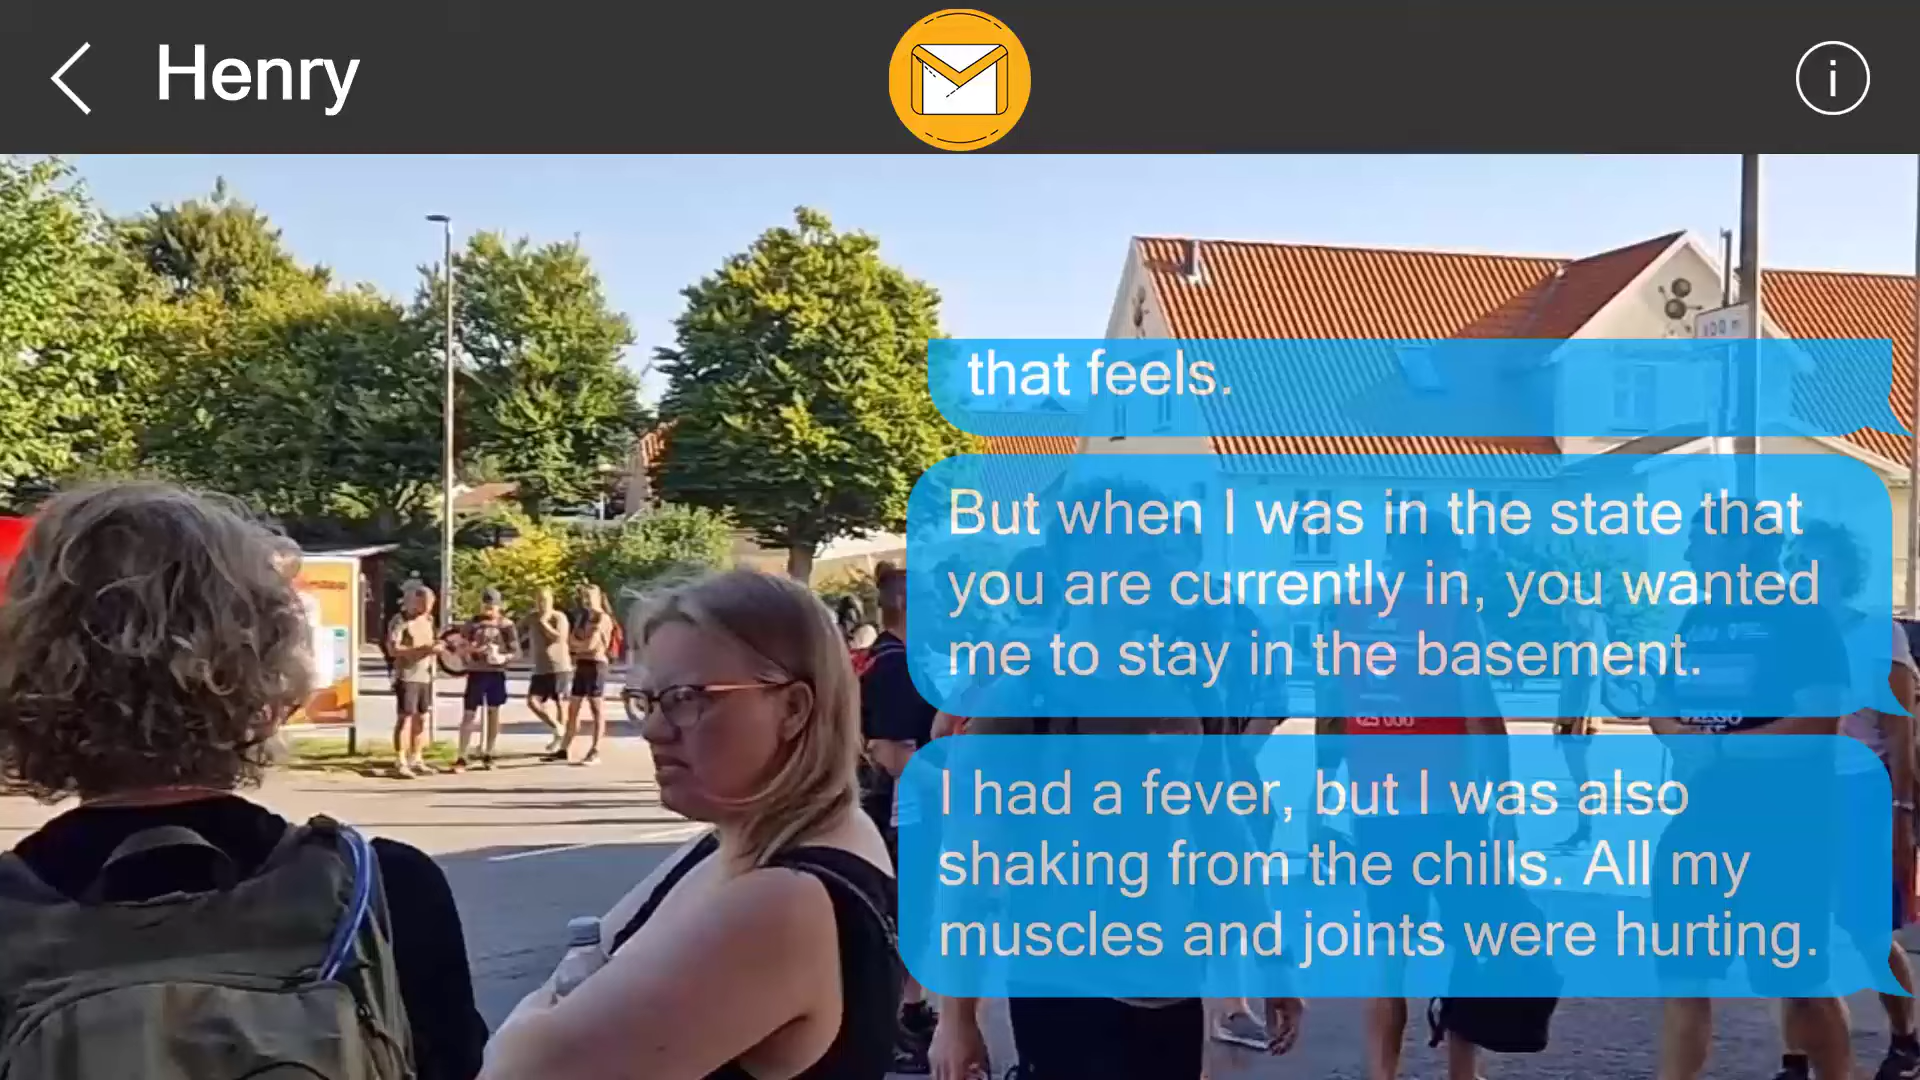 Henry
that feels.
But when I was in the state that
you are currently in, you wanted
me to stay in the basement.
I had a fever, but I was also
shaking from the chills. All my
muscles and joints were hurting.